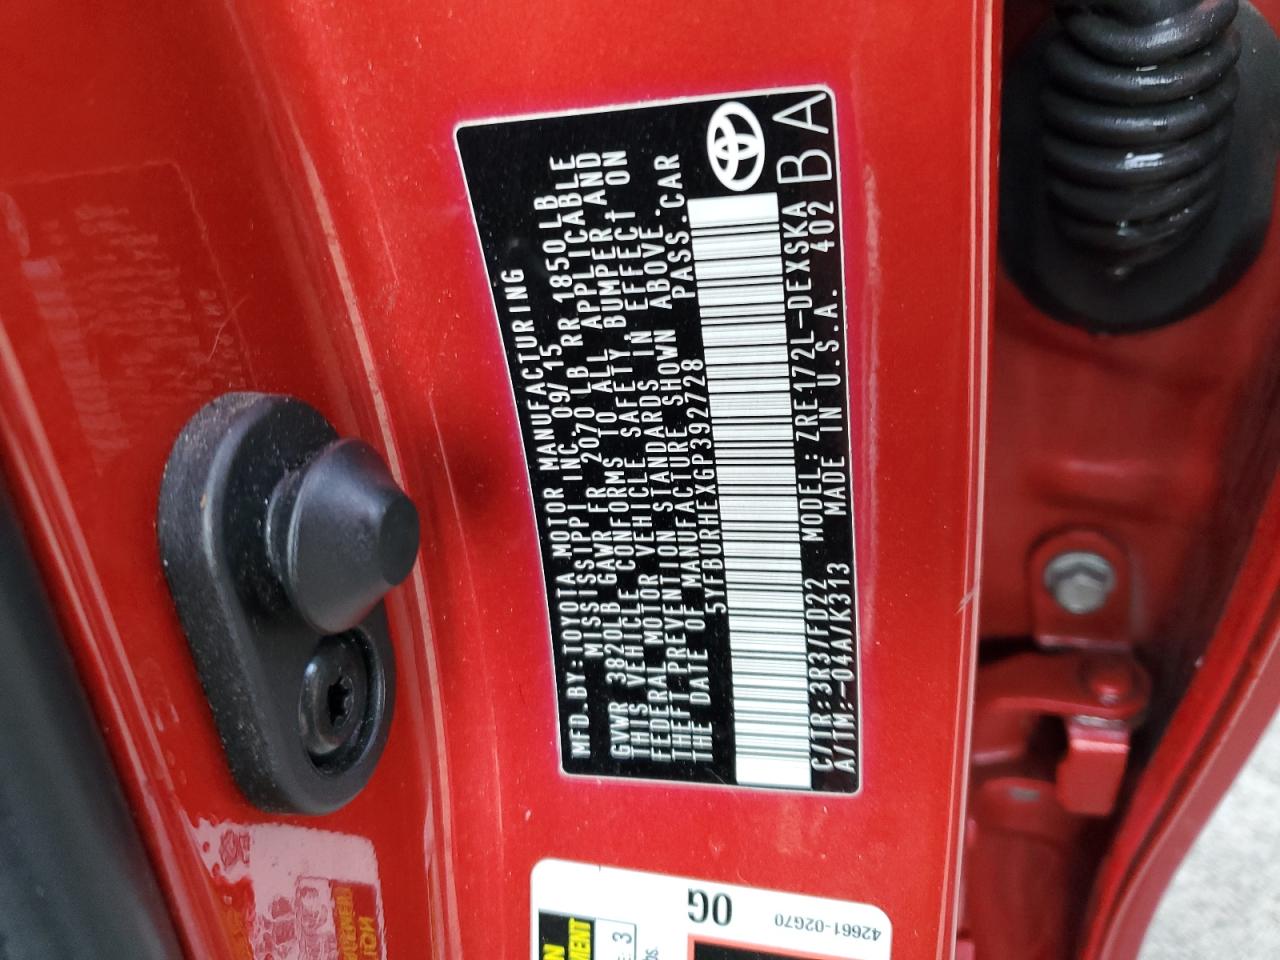 MFD.BY:TOYOTA MOTOR MANUFACTURING
MISSISSIPPI INC. 09/15
GVWR 3820LB GAWR FR 2070 LB RR 1850 LB
THIS VEHICLE CONFORMS TO ALL APPLICABLE
FEDERAL MOTOR VEHICLE SAFETY, BUMPER, AND
THEFT PREVENTION STANDARDS IN EFFECT ON
THE DATE OF MANUFACTURE SHOWN ABOVE.
5YFBURHEXGP392728 PASS.CAR
C/TR:3R3/FD22 MODEL:ZRE172L-DEXSKA
A/TM:-04A/K313 MADE IN U.S.A. 402
BA
0G
42661-02G70